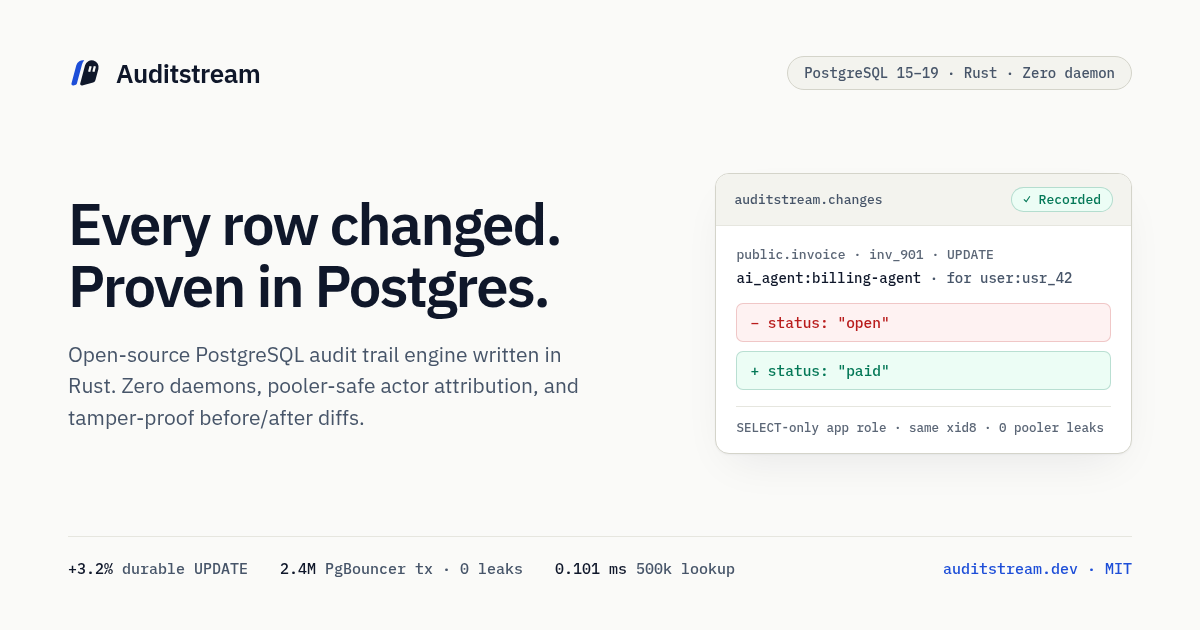 Auditstream
PostgreSQL 15–19 · Rust · Zero daemon
Every row changed.
Proven in Postgres.
Open-source PostgreSQL audit trail engine written in
Rust. Zero daemons, pooler-safe actor attribution, and
tamper-proof before/after diffs.
auditstream.changes
✓ Recorded
public.invoice · inv_901 · UPDATE
ai_agent:billing-agent · for user:usr_42
− status: "open"
+ status: "paid"
SELECT-only app role · same xid8 · 0 pooler leaks
+3.2% durable UPDATE
2.4M PgBouncer tx · 0 leaks
0.101 ms 500k lookup
auditstream.dev · MIT